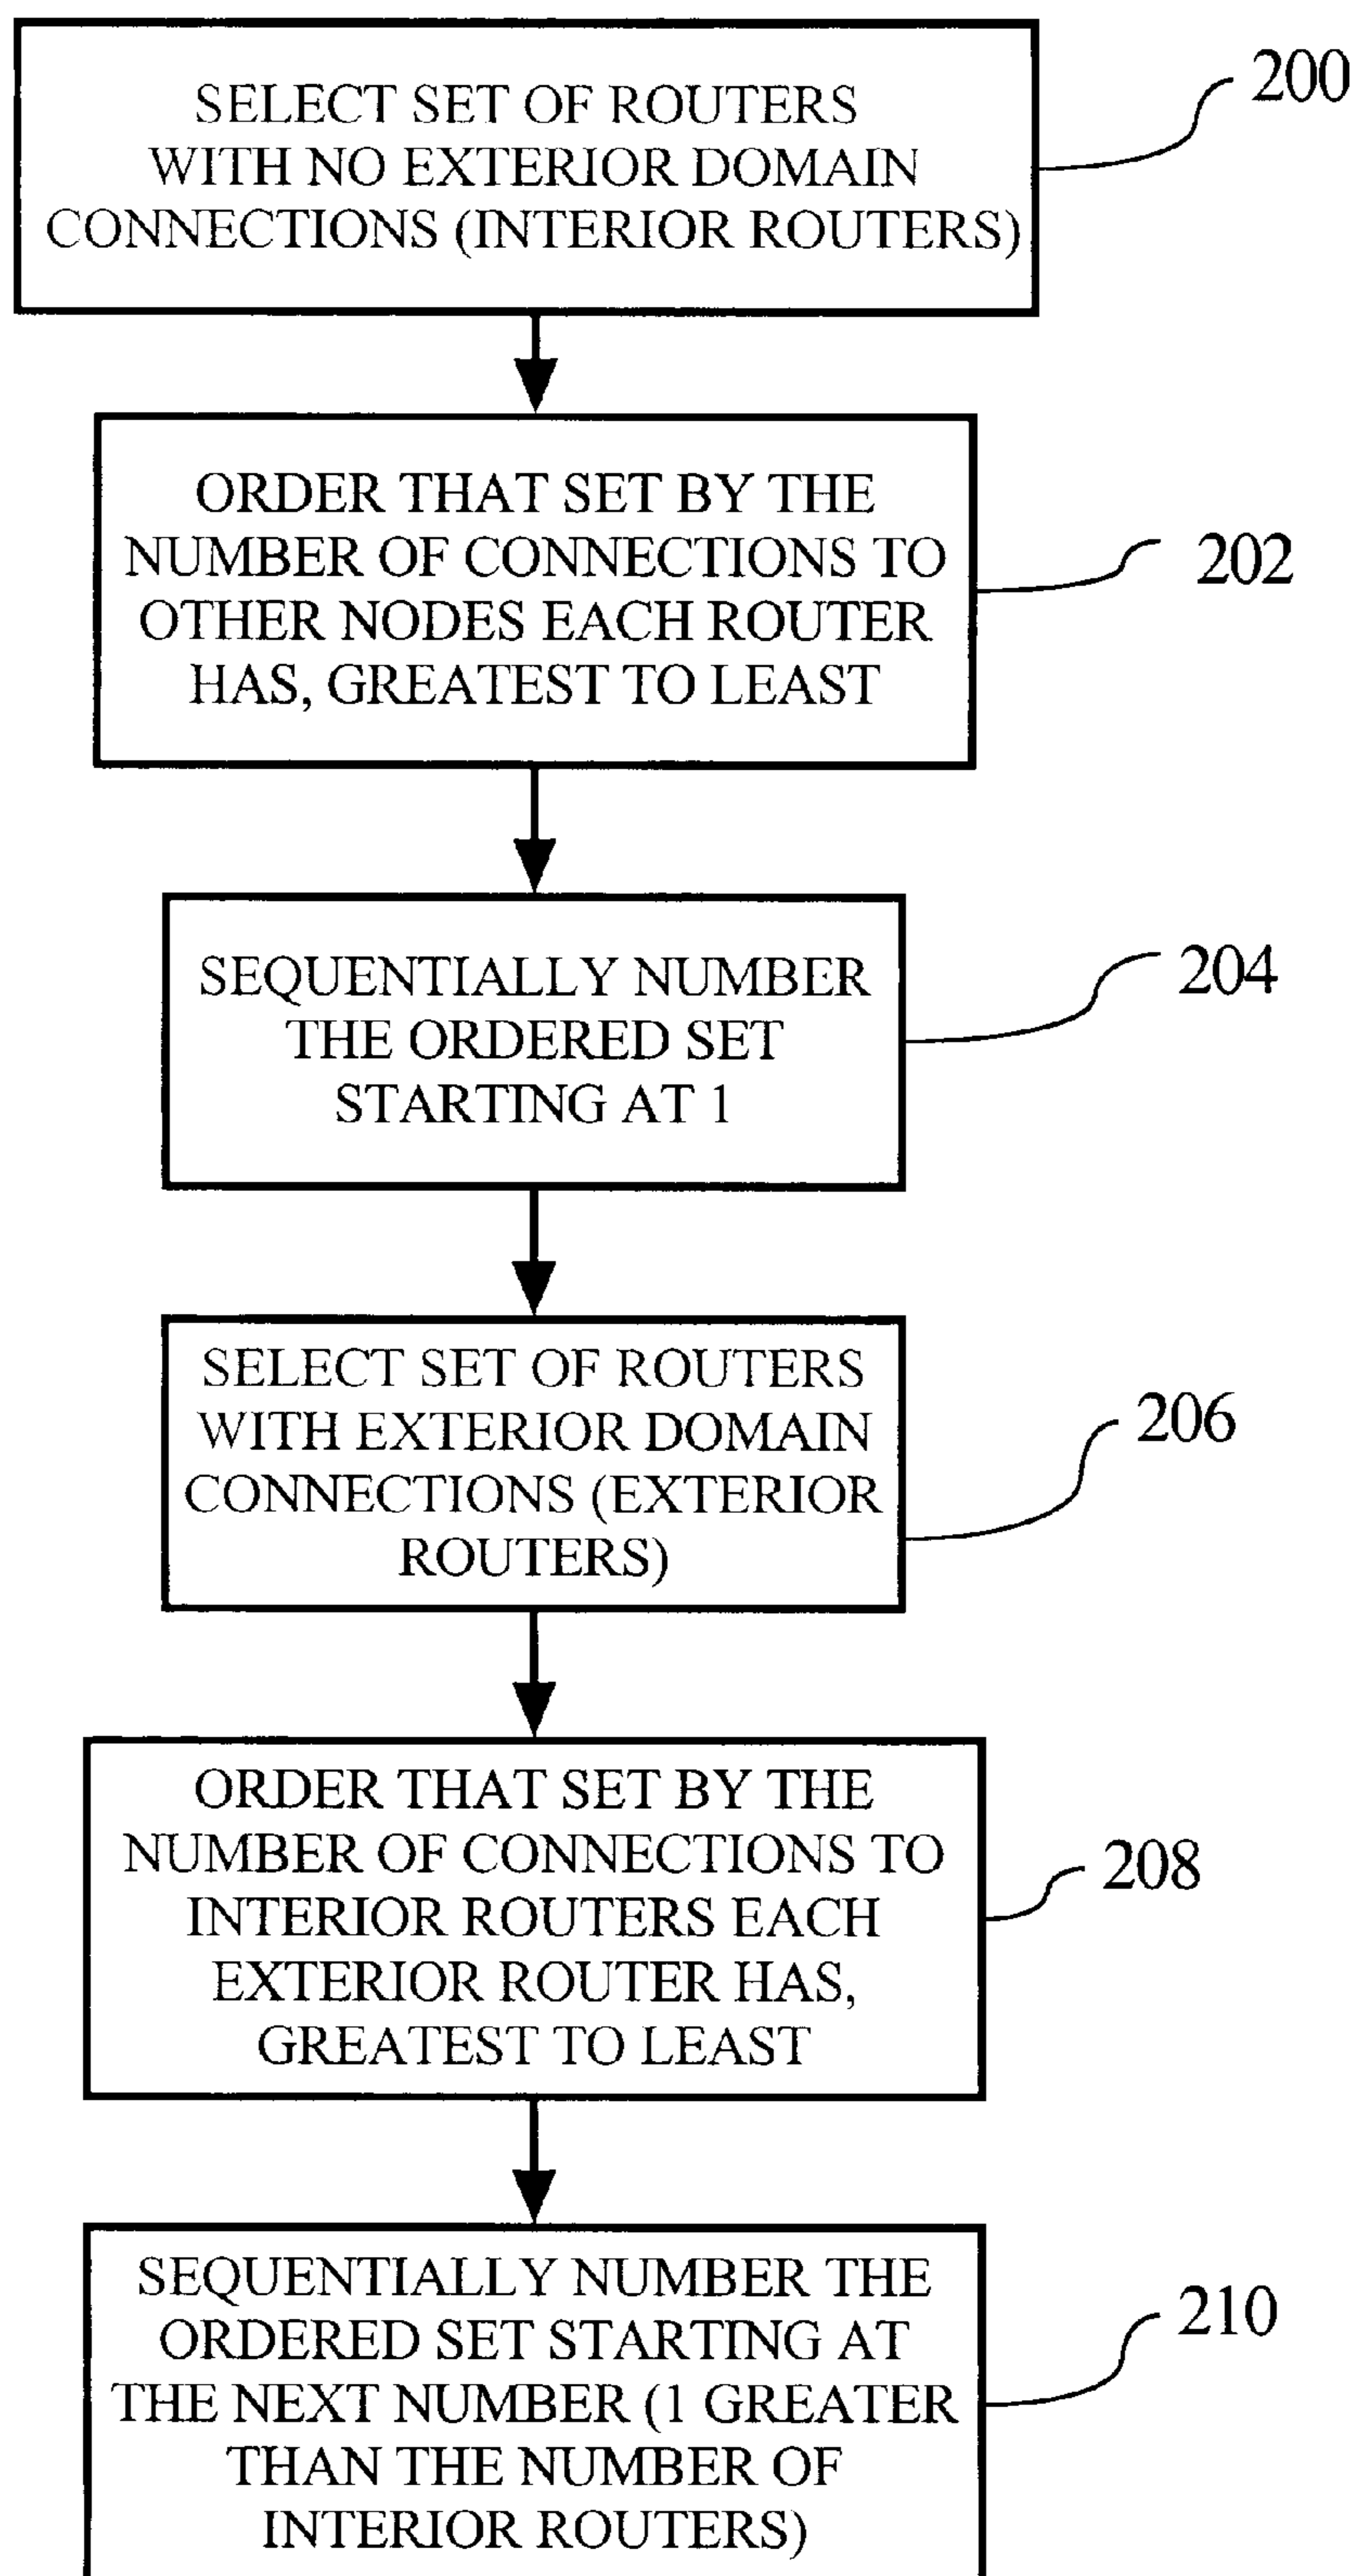 SELECT SET OF ROUTERS
WITH NO EXTERIOR DOMAIN
CONNECTIONS (INTERIOR ROUTERS)
200
ORDER THAT SET BY THE
NUMBER OF CONNECTIONS TO
OTHER NODES EACH ROUTER
HAS, GREATEST TO LEAST
202
SEQUENTIALLY NUMBER
THE ORDERED SET
STARTING AT 1
204
SELECT SET OF ROUTERS
WITH EXTERIOR DOMAIN
CONNECTIONS (EXTERIOR
ROUTERS)
206
ORDER THAT SET BY THE
NUMBER OF CONNECTIONS TO
INTERIOR ROUTERS EACH
EXTERIOR ROUTER HAS,
GREATEST TO LEAST
208
SEQUENTIALLY NUMBER THE
ORDERED SET STARTING AT
THE NEXT NUMBER (1 GREATER
THAN THE NUMBER OF
INTERIOR ROUTERS)
210